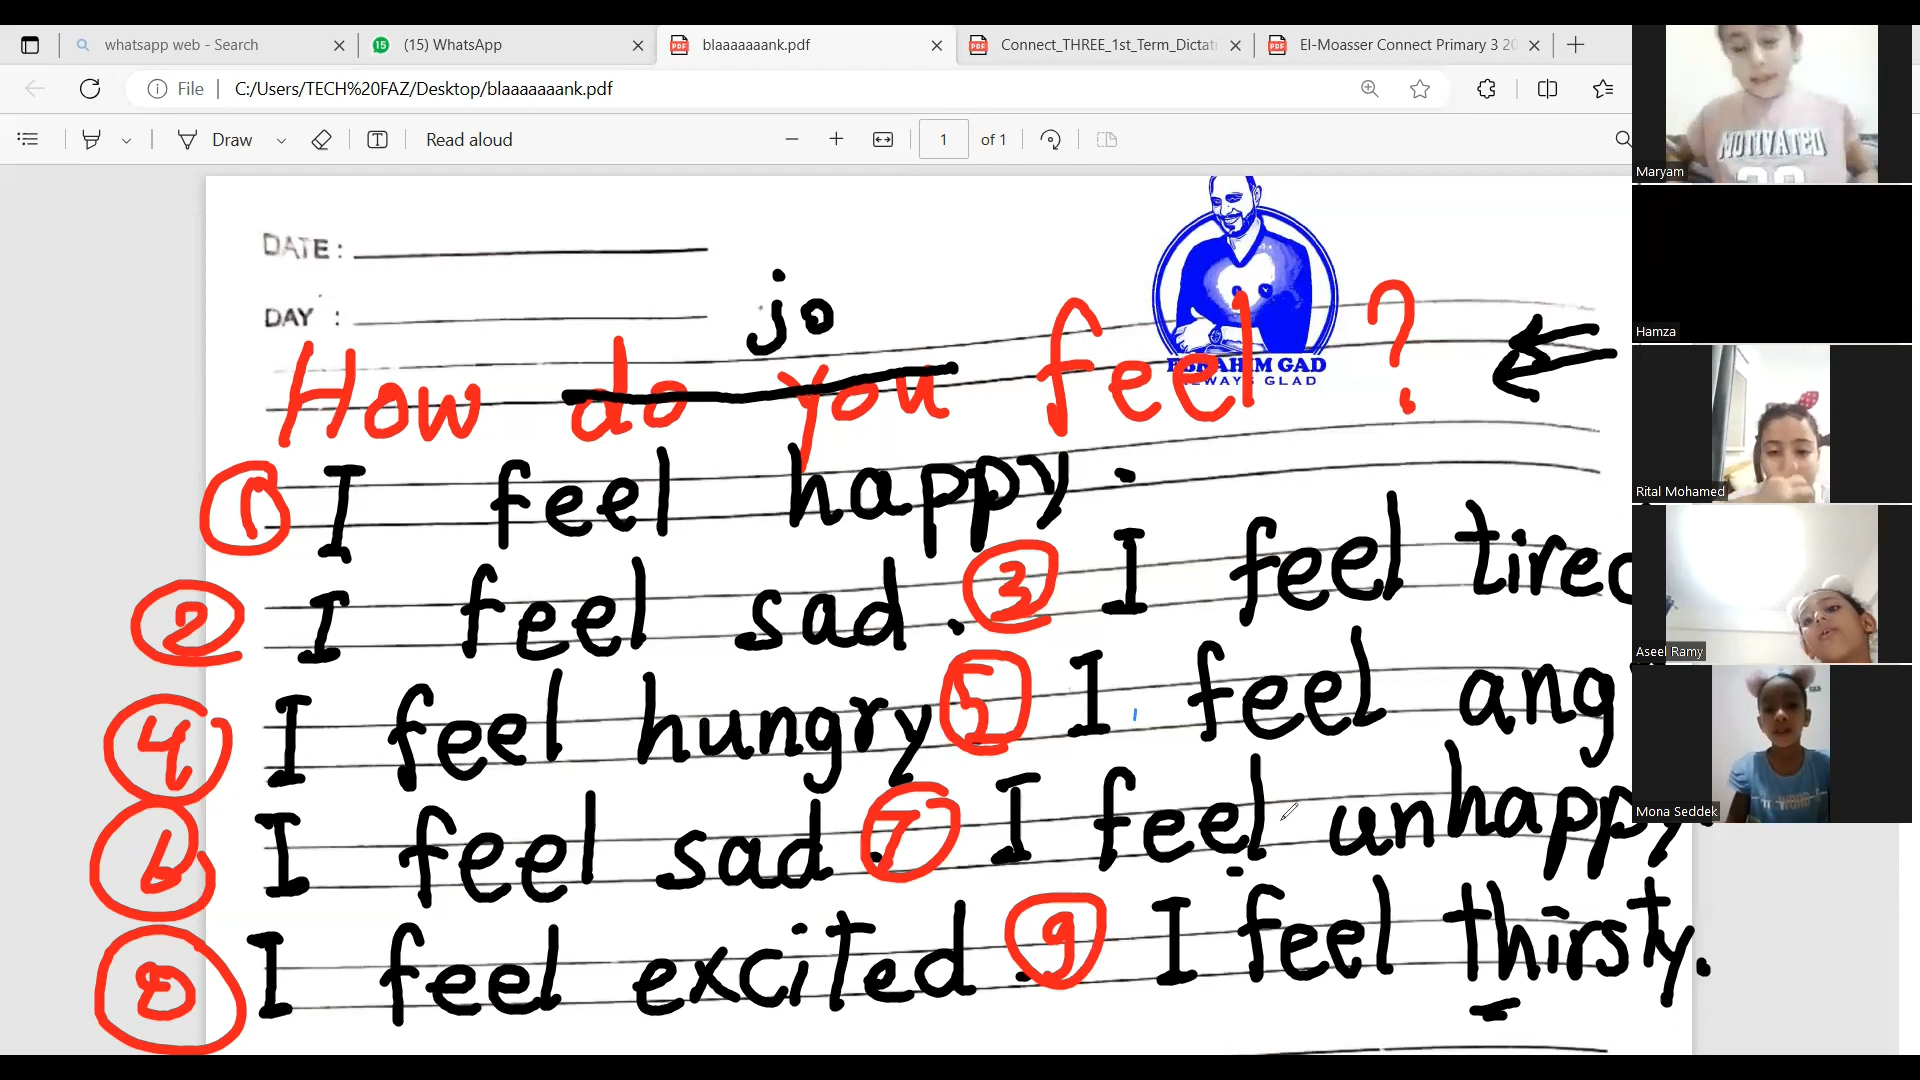 whatsapp web - Search
(15) WhatsApp
blaaaaaaank.pdf
Connect_THREE_1st_Term_Dictati
El-Moasser Connect Primary 3 20
File
C:/Users/TECH%20FAZ/Desktop/blaaaaaaank.pdf
Draw
Read aloud
1 of 1
DATE :
DAY :
EBRAHIM GAD
ALWAYS GLAD
jo
How do you feel ?
1 I feel happy.
2 I feel sad.
3 I feel tired
4 I feel hungry
5 I feel ang
6 I feel sad.
7 I feel unhappy.
8 I feel excited.
9 I feel thirsty.
MOTIVATED
Maryam
Hamza
Rital Mohamed
Aseel Ramy
Mona Seddek